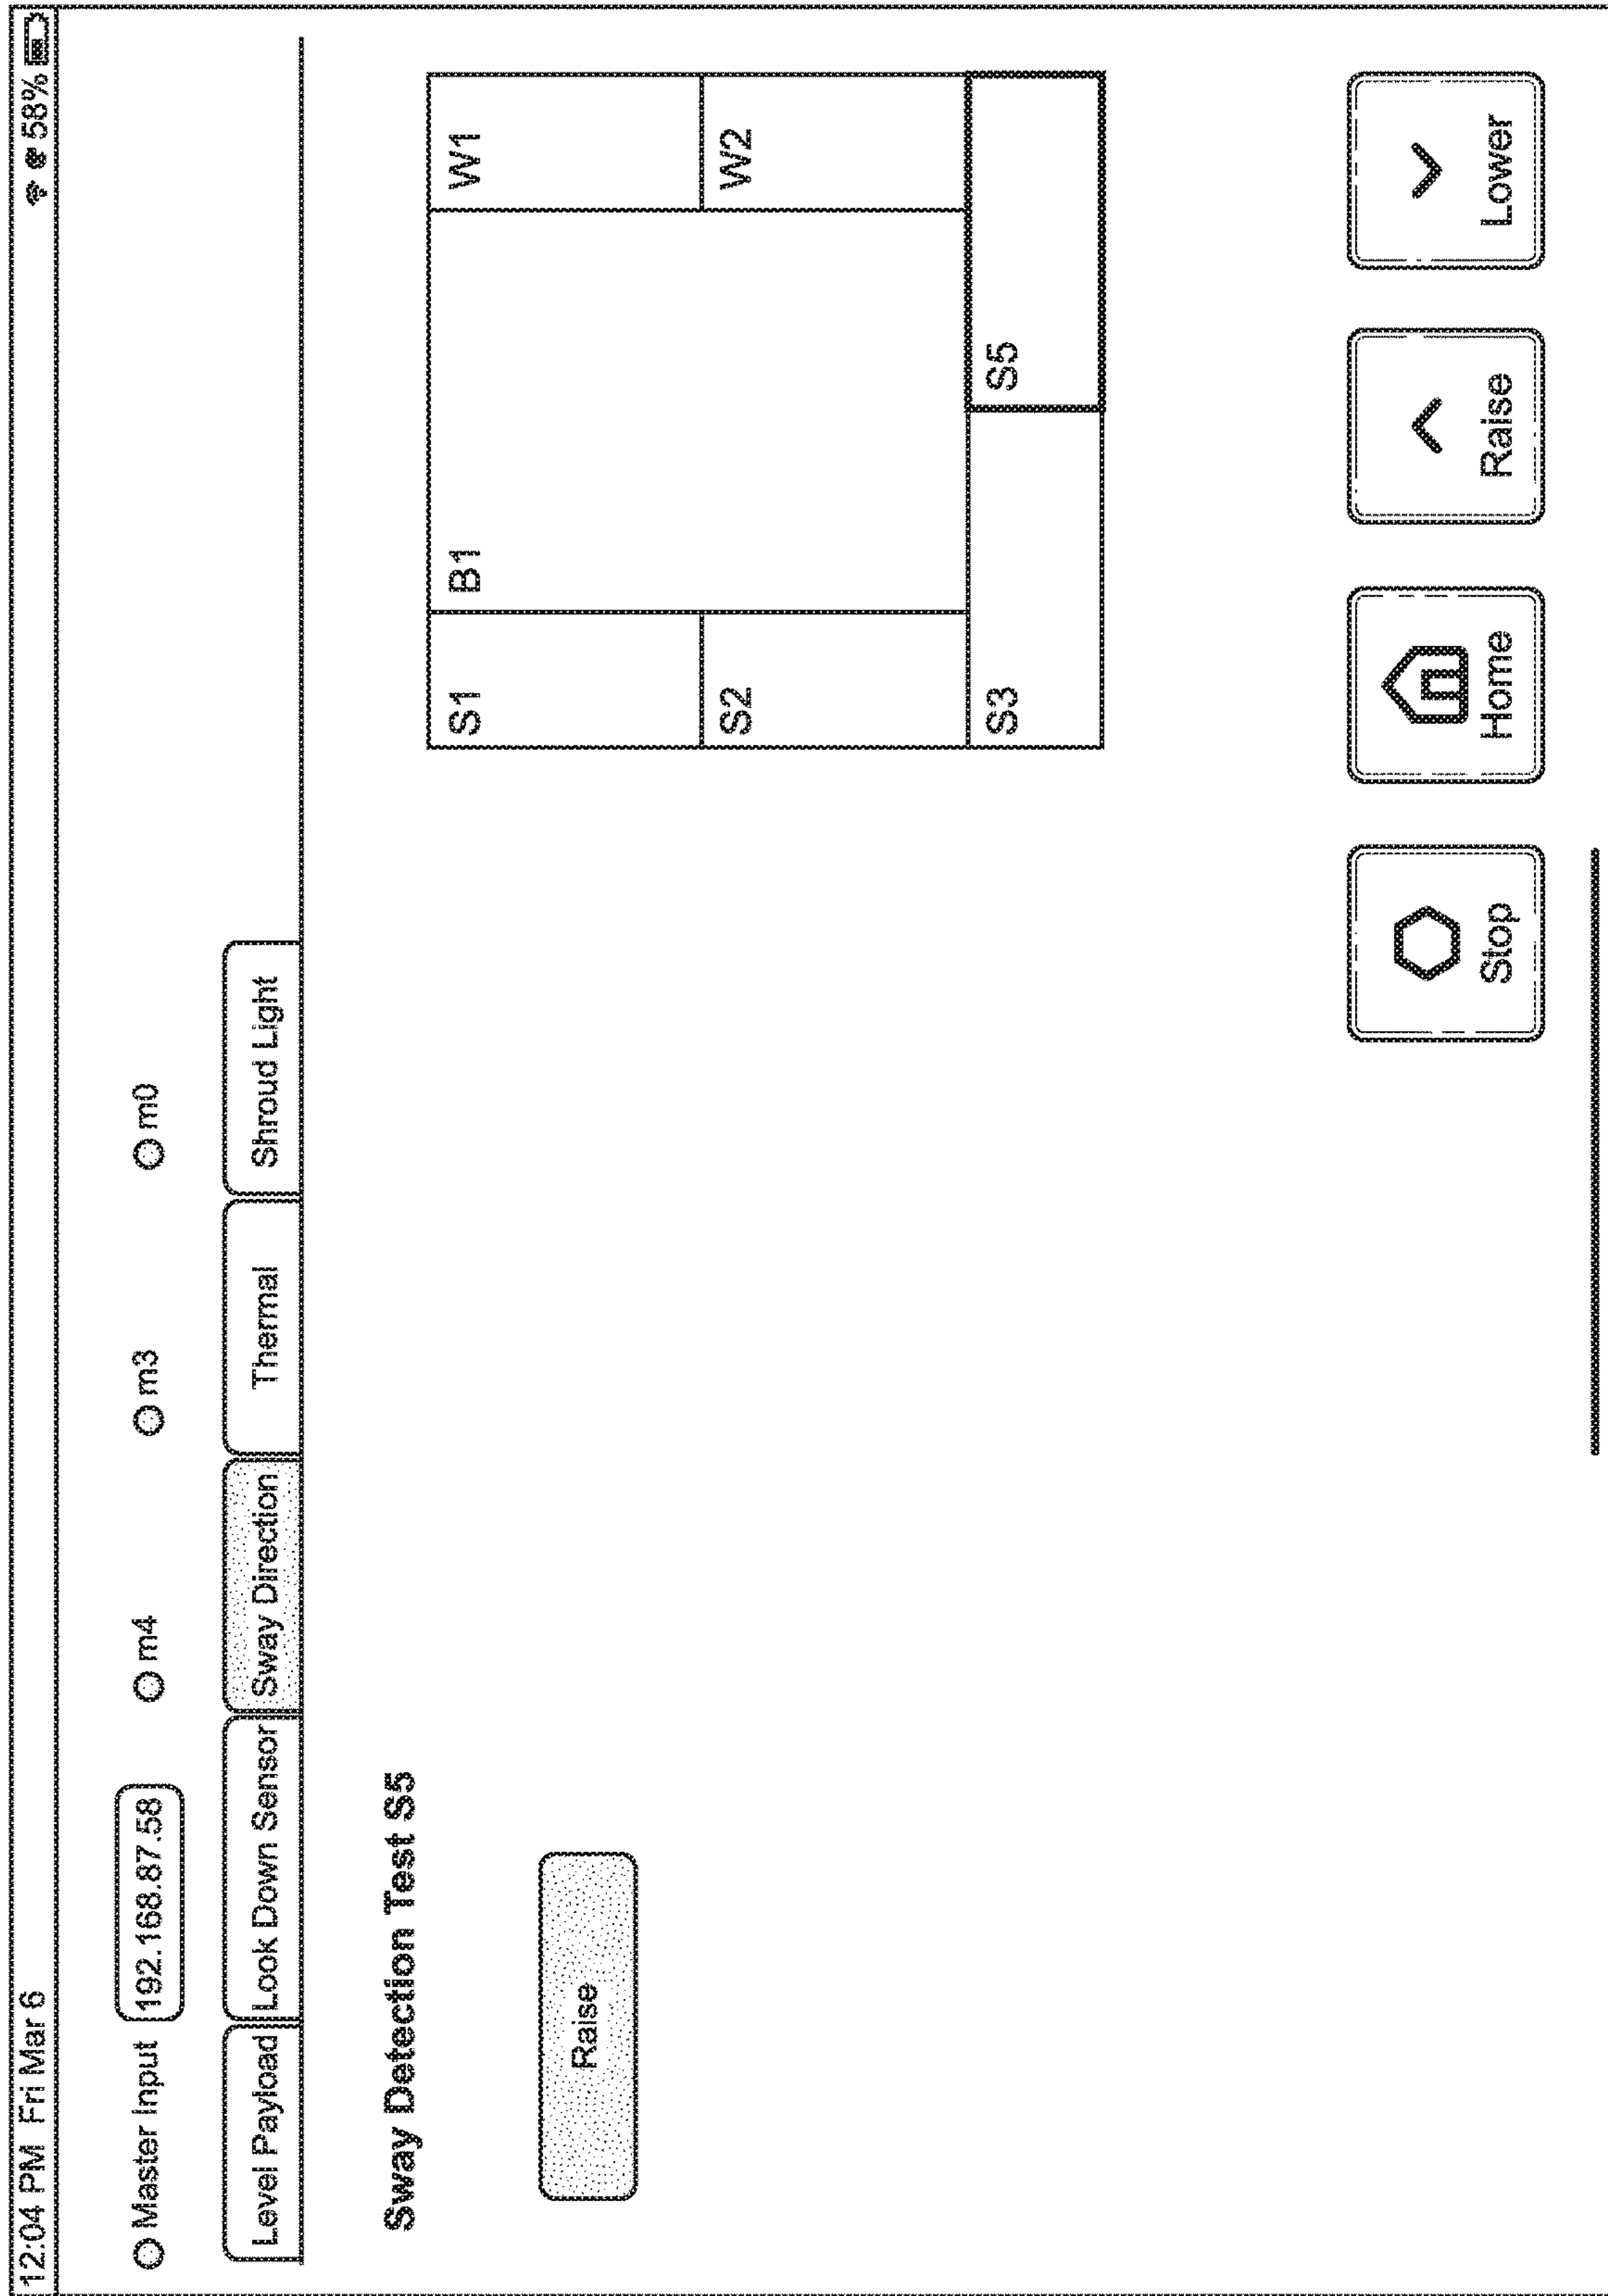 12:04 PM Fri Mar 6
58%
Master Input 192.168.87.58 m4 m3 m0
Level Payload Look Down Sensor Sway Direction Thermal Shroud Light
Sway Detection Test S5
Raise
S1 B1 W1
S2 W2
S3 S5
Stop Home Raise Lower